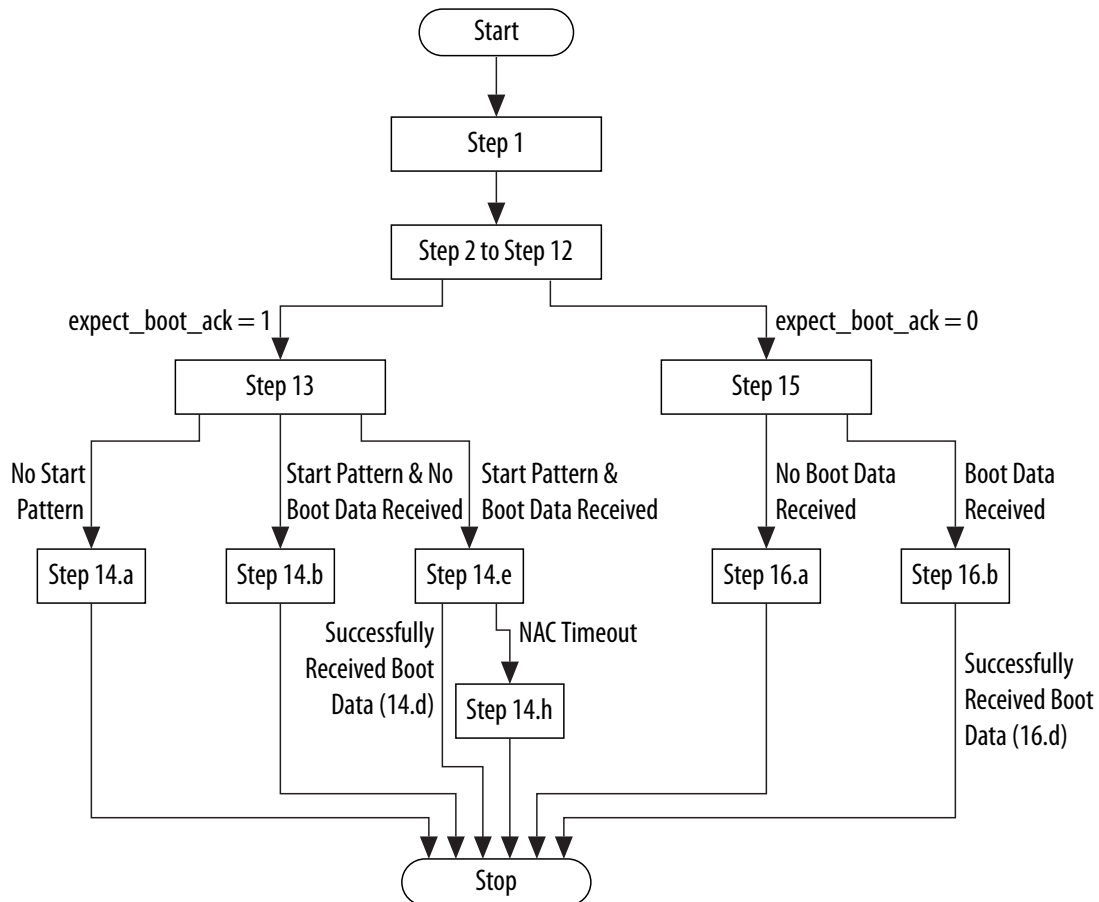 Start
Step 1
Step 2 to Step 12
expect_boot_ack = 1
expect_boot_ack = 0
Step 13
Step 15
No Start
Pattern
Start Pattern & No
Boot Data Received
Start Pattern &
Boot Data Received
No Boot Data
Received
Boot Data
Received
Step 14.a
Step 14.b
Step 14.e
Step 16.a
Step 16.b
Successfully
Received Boot
Data (14.d)
NAC Timeout
Step 14.h
Successfully
Received Boot
Data (16.d)
Stop